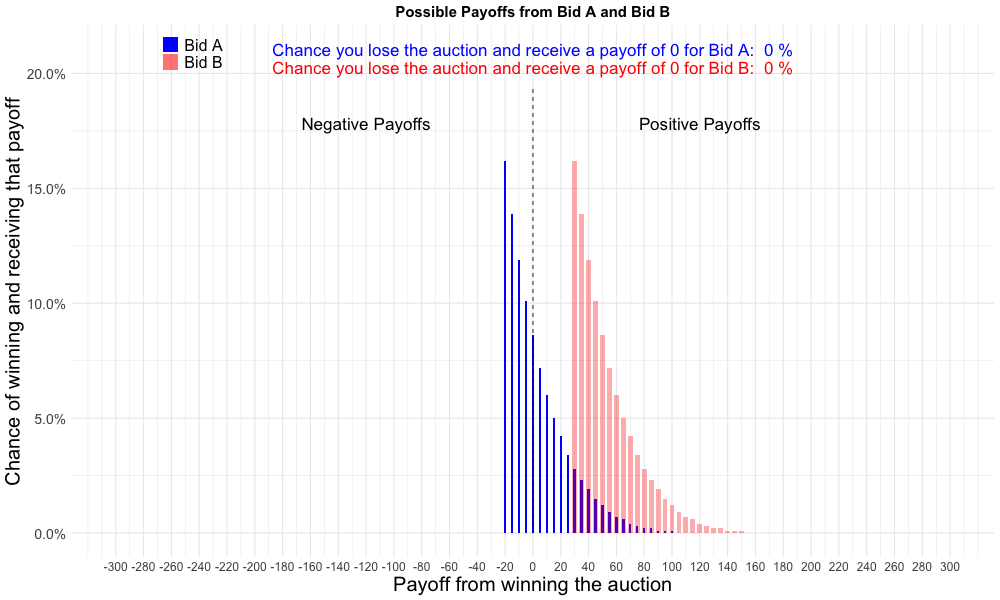 Possible Payoffs from Bid A and Bid B
Bid A
Bid B
Chance you lose the auction and receive a payoff of 0 for Bid A:  0 %
Chance you lose the auction and receive a payoff of 0 for Bid B:  0 %
Negative Payoffs
Positive Payoffs
Chance of winning and receiving that payoff
20.0%
15.0%
10.0%
5.0%
0.0%
-300 -280 -260 -240 -220 -200 -180 -160 -140 -120 -100 -80 -60 -40 -20 0 20 40 60 80 100 120 140 160 180 200 220 240 260 280 300
Payoff from winning the auction